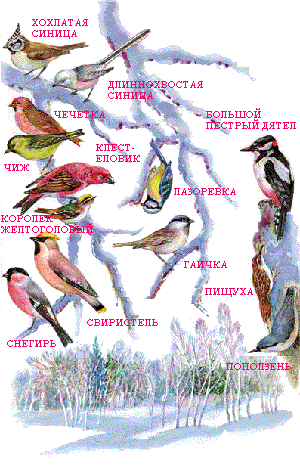 ХОХЛАТАЯ
СИНИЦА
ДЛИННОХВОСТАЯ
СИНИЦА
ЧЕЧЕТКА
БОЛЬШОЙ
ПЕСТРЫЙ ДЯТЕЛ
КЛЕСТ-
ЕЛОВИК
ЧИЖ
ЛАЗОРЕВКА
КОРОЛЕК
ЖЕЛТОГОЛОВЫЙ
ГАИЧКА
ПИЩУХА
СВИРИСТЕЛЬ
СНЕГИРЬ
ПОПОЛЗЕНЬ